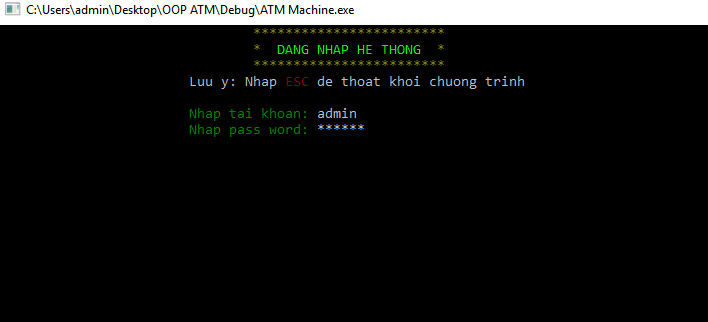 C:\Users\admin\Desktop\OOP ATM\Debug\ATM Machine.exe
************************
* DANG NHAP HE THONG *
************************
Luu y: Nhap ESC de thoat khoi chuong trinh
Nhap tai khoan: admin
Nhap pass word: ******